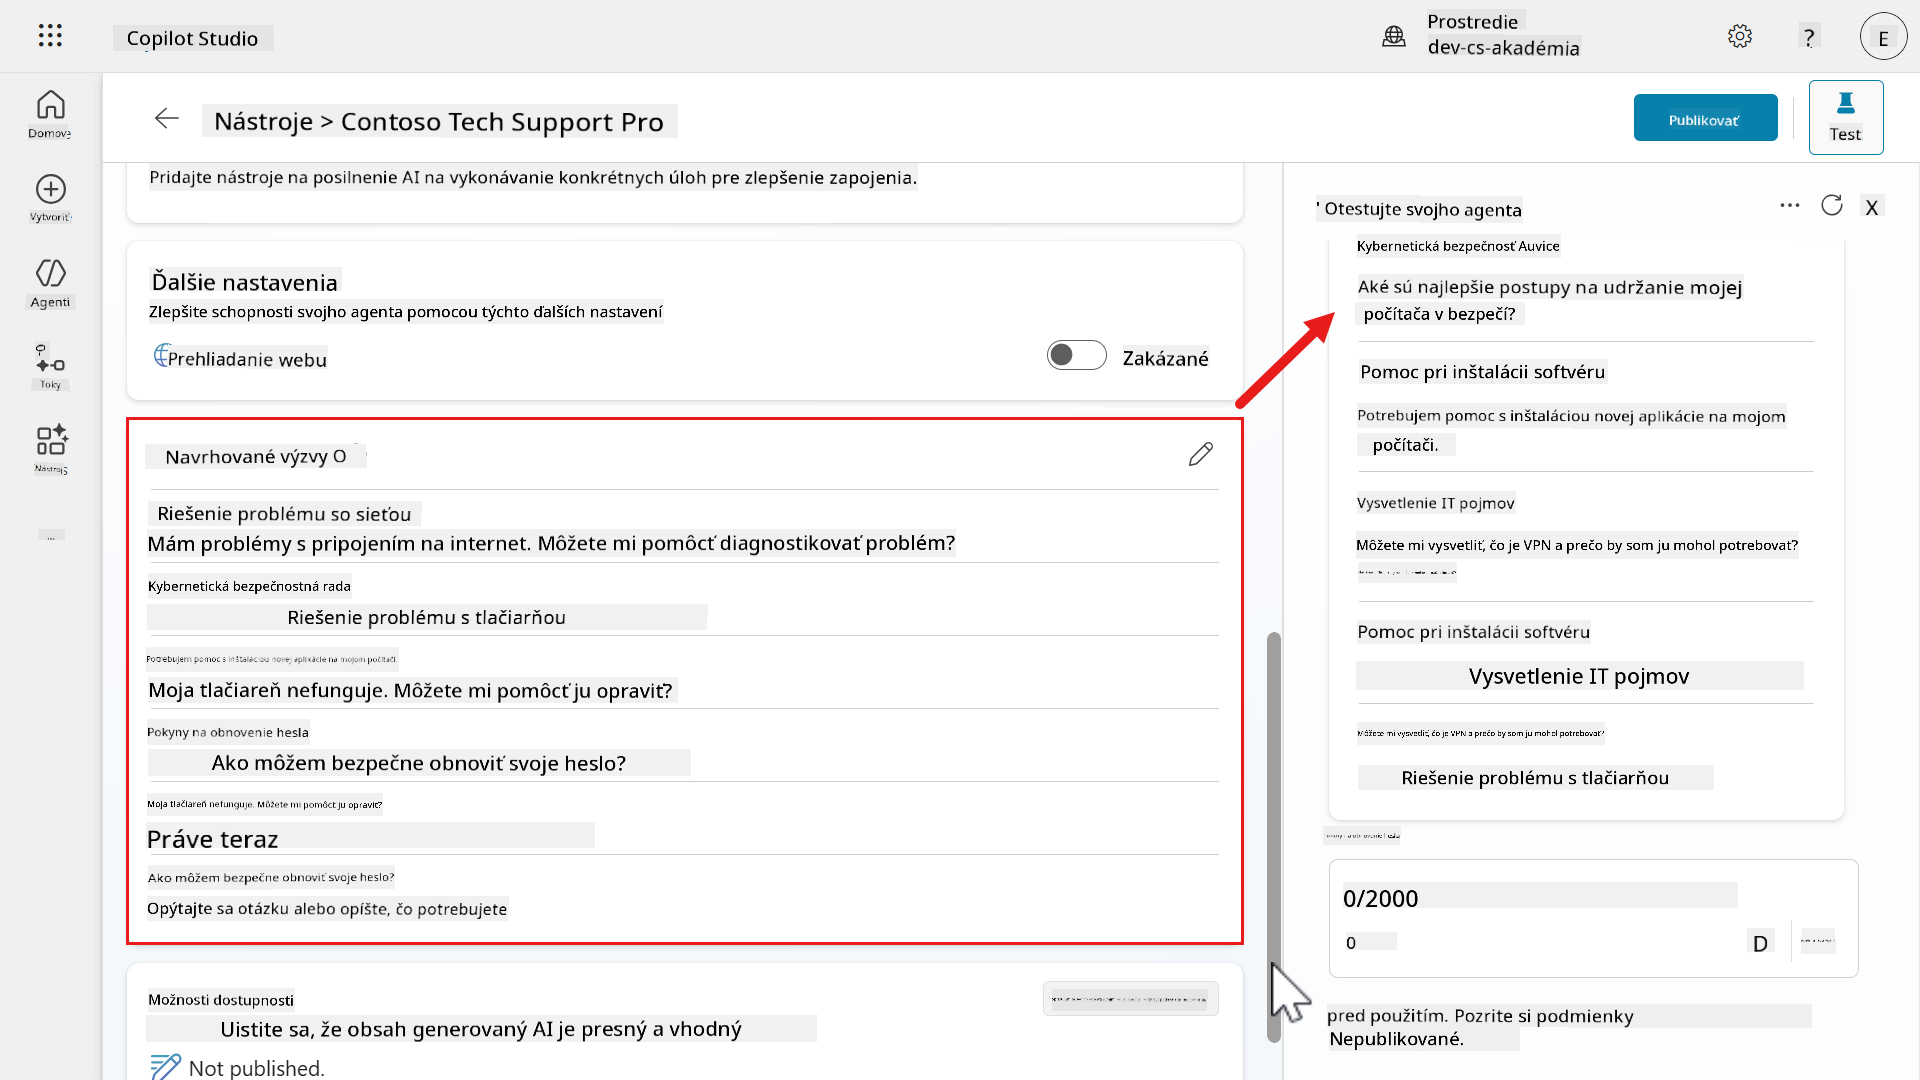 Copilot Studio
Prostredie
dev-cs-akadémia
?
E
Domove
Vytvoriť
Agenti
Toky
Nástroj
...
Nástroje > Contoso Tech Support Pro
Publikovať
Test
Pridajte nástroje na posilnenie AI na vykonávanie konkrétnych úloh pre zlepšenie zapojenia.
Ďalšie nastavenia
Zlepšite schopnosti svojho agenta pomocou týchto ďalších nastavení
Prehliadanie webu
Zakázané
Navrhované výzvy O
Riešenie problému so sieťou
Mám problémy s pripojením na internet. Môžete mi pomôcť diagnostikovať problém?
Kybernetická bezpečnostná rada
Riešenie problému s tlačiarňou
Potrebujem pomoc s inštaláciou novej aplikácie na mojom počítači
Moja tlačiareň nefunguje. Môžete mi pomôcť ju opraviť?
Pokyny na obnovenie hesla
Ako môžem bezpečne obnoviť svoje heslo?
Moja tlačiareň nefunguje. Môžete mi pomôcť ju opraviť?
Práve teraz
Ako môžem bezpečne obnoviť svoje heslo?
Opýtajte sa otázku alebo opíšte, čo potrebujete
Možnosti dostupnosti
Uistite sa, že obsah generovaný AI je presný a vhodný
Not published.
' Otestujte svojho agenta
X
Kybernetická bezpečnosť Auvice
Aké sú najlepšie postupy na udržanie mojej
počítača v bezpečí?
Pomoc pri inštalácii softvéru
Potrebujem pomoc s inštaláciou novej aplikácie na mojom
počítači.
Vysvetlenie IT pojmov
Môžete mi vysvetliť, čo je VPN a prečo by som ju mohol potrebovať?
Pomoc pri inštalácii softvéru
Vysvetlenie IT pojmov
Môžete mi vysvetliť, čo je VPN a prečo by som ju mohol potrebovať?
Riešenie problému s tlačiarňou
0/2000
0
D
pred použitím. Pozrite si podmienky
Nepublikované.